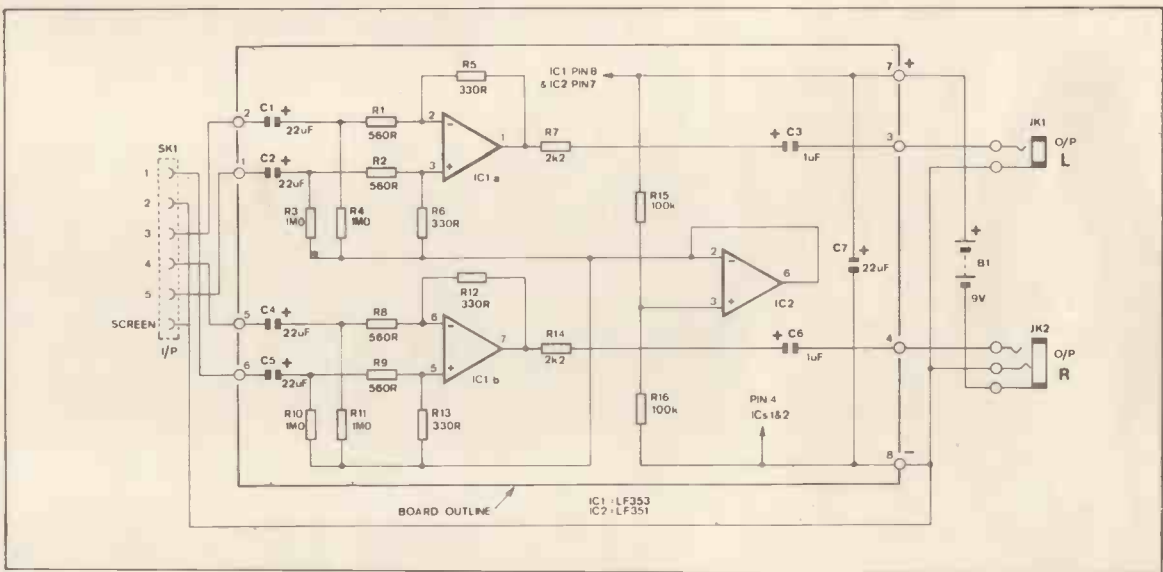 R5
330R
IC1 PIN 8
& IC2 PIN 7
7 +
C1 +
22uF
R1
560R
2 -
1
R7
2k2
+ C3
1uF
3
JK1
O/P
L
SK1
2
C2 +
22uF
R2
560R
3 +
IC1 a
1
1
2
3
4
5
SCREEN
I/P
R3
1M0
R4
1M0
R6
330R
R15
100k
C7 +
22uF
+
B1
9V
2 -
6
3 +
IC2
R12
330R
5
C4 +
22uF
R8
560R
6 -
7
R14
2k2
+ C6
1uF
4
JK2
O/P
R
6
C5 +
22uF
R9
560R
5 +
IC1 b
R10
1M0
R11
1M0
R13
330R
R16
100k
PIN 4
ICs 1&2
8 -
BOARD OUTLINE
IC1 = LF353
IC2 = LF351